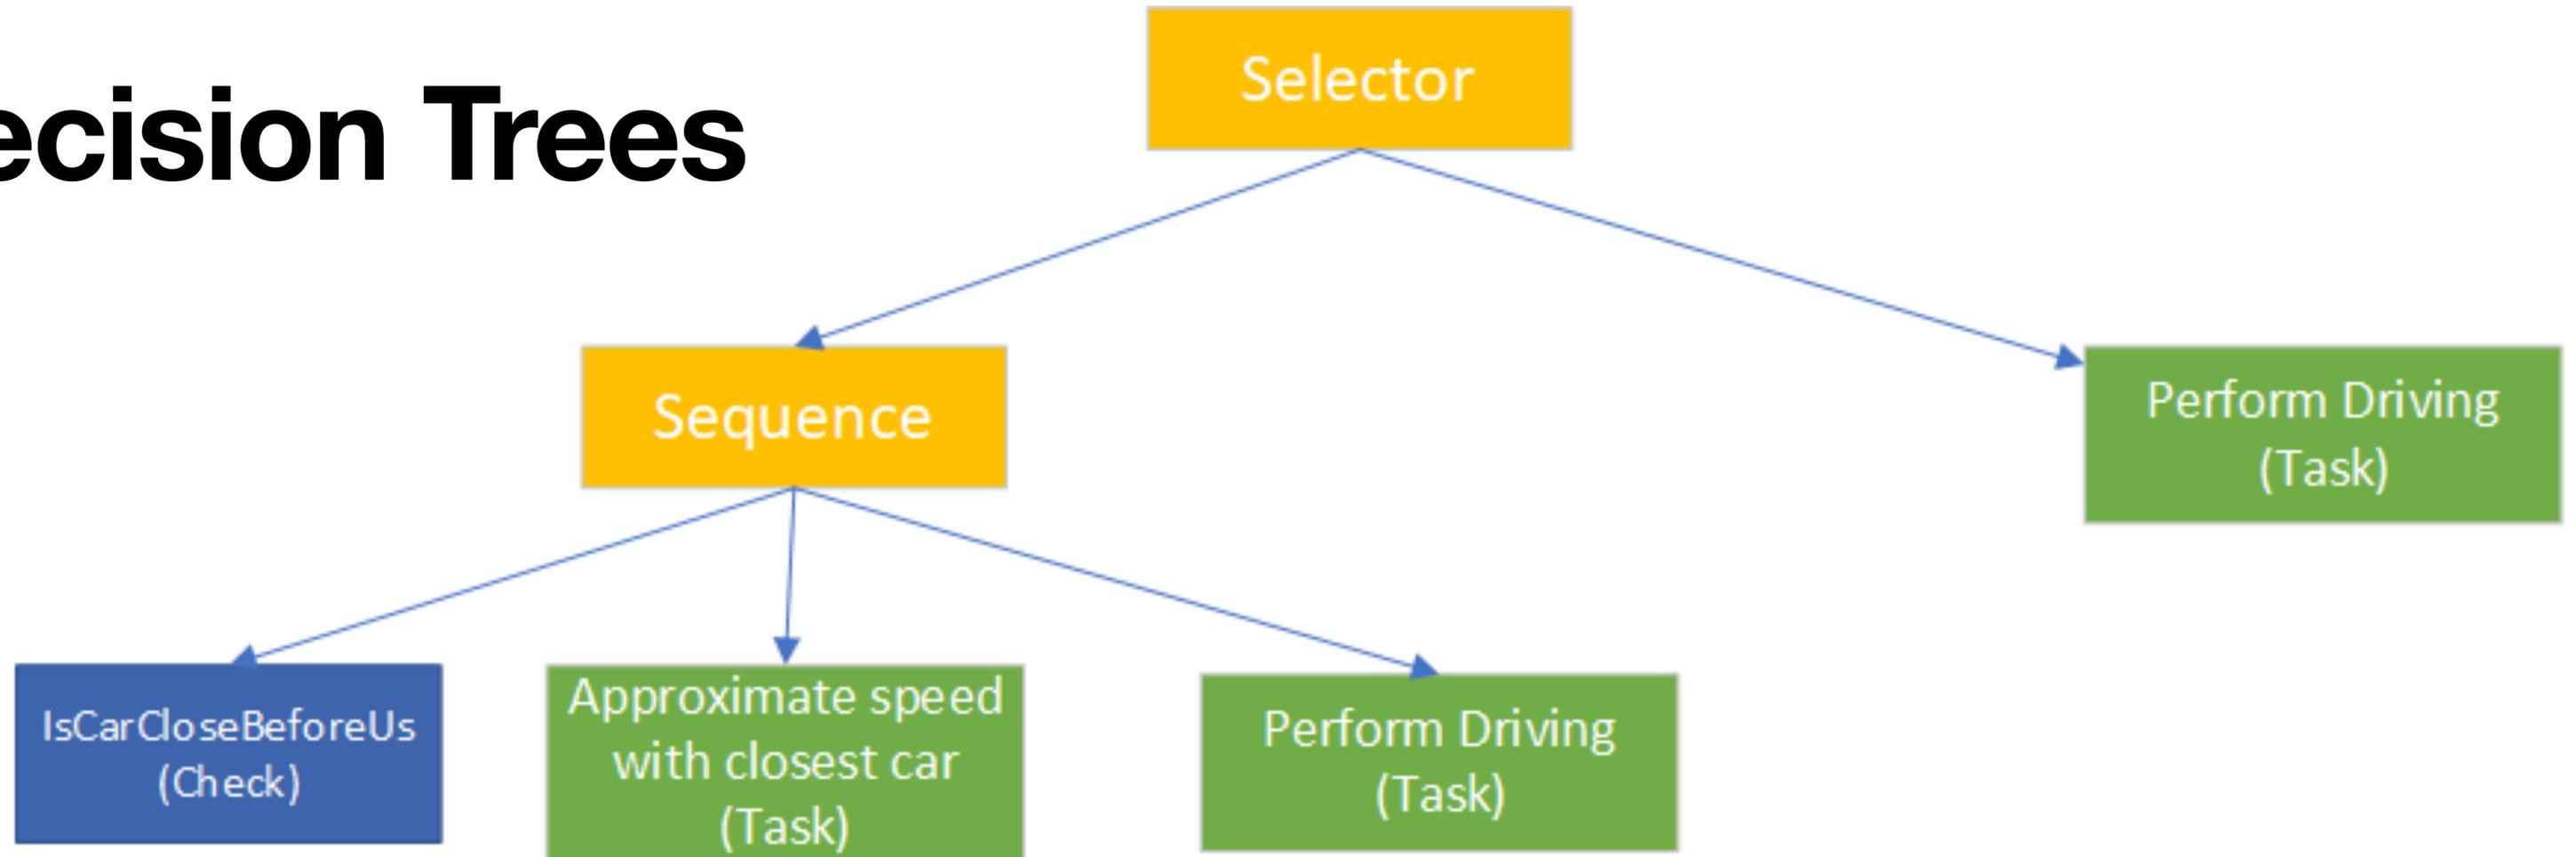 ecision Trees
Selector
Sequence
Perform Driving
(Task)
IsCarCloseBeforeUs
(Check)
Approximate speed
with closest car
(Task)
Perform Driving
(Task)